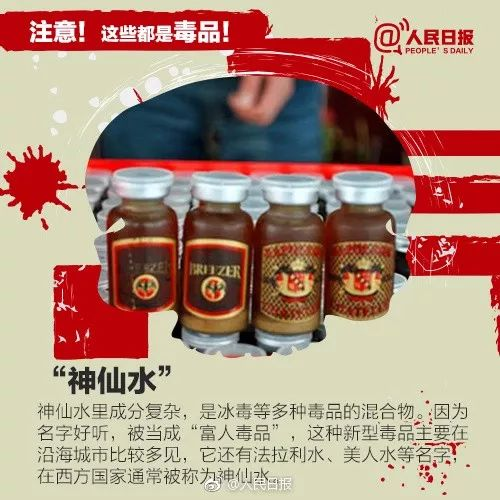 注意！这些都是毒品！
@人民日报
PEOPLE'S DAILY
BREEZER
“神仙水”
神仙水里成分复杂，是冰毒等多种毒品的混合物。因为
名字好听，被当成“富人毒品”，这种新型毒品主要在
沿海城市比较多见，它还有法拉利水、美人水等名字，
在西方国家通常被称为神仙水。
@人民日报